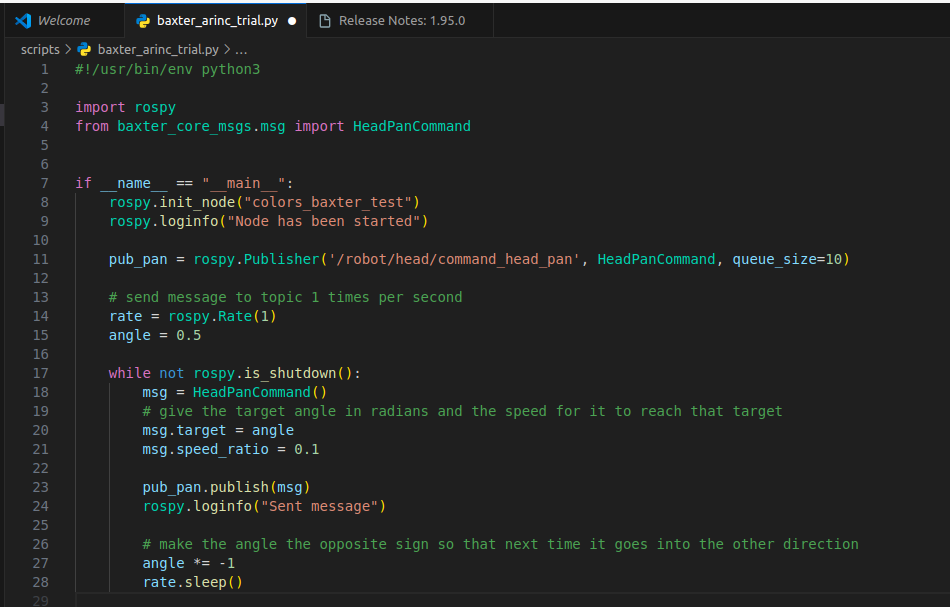 Welcome baxter_arinc_trial.py Release Notes: 1.95.0
scripts > baxter_arinc_trial.py > ...
1 #!/usr/bin/env python3
2
3 import rospy
4 from baxter_core_msgs.msg import HeadPanCommand
5
6
7 if __name__ == "__main__":
8     rospy.init_node("colors_baxter_test")
9     rospy.loginfo("Node has been started")
10
11     pub_pan = rospy.Publisher('/robot/head/command_head_pan', HeadPanCommand, queue_size=10)
12
13     # send message to topic 1 times per second
14     rate = rospy.Rate(1)
15     angle = 0.5
16
17     while not rospy.is_shutdown():
18         msg = HeadPanCommand()
19         # give the target angle in radians and the speed for it to reach that target
20         msg.target = angle
21         msg.speed_ratio = 0.1
22
23         pub_pan.publish(msg)
24         rospy.loginfo("Sent message")
25
26         # make the angle the opposite sign so that next time it goes into the other direction
27         angle *= -1
28         rate.sleep()
29